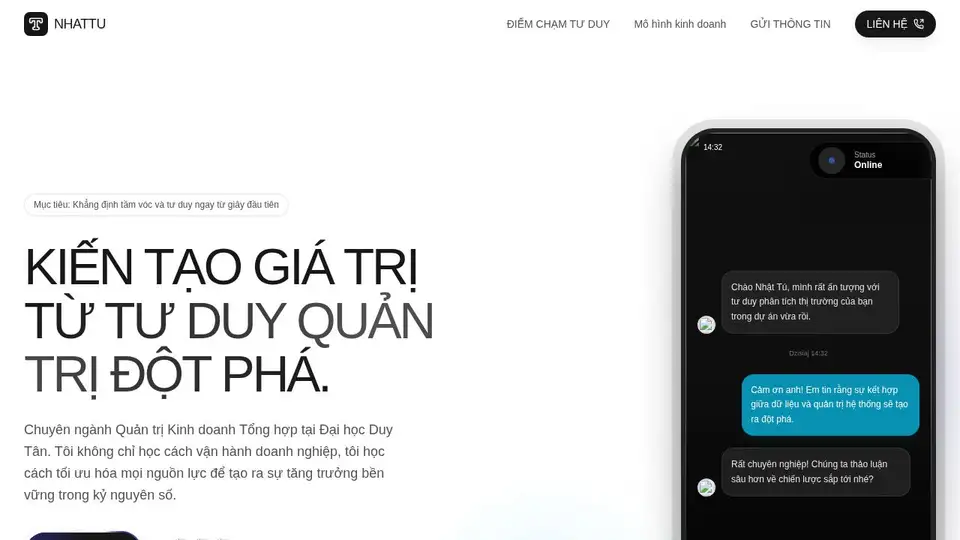 NHATTU
ĐIỂM CHẠM TƯ DUY
Mô hình kinh doanh
GỬI THÔNG TIN
LIÊN HỆ
Mục tiêu: Khẳng định tầm vóc và tư duy ngay từ giây đầu tiên
KIẾN TẠO GIÁ TRỊ
TỪ TƯ DUY QUẢN
TRỊ ĐỘT PHÁ.
Chuyên ngành Quản trị Kinh doanh Tổng hợp tại Đại học Duy
Tân. Tôi không chỉ học cách vận hành doanh nghiệp, tôi học
cách tối ưu hóa mọi nguồn lực để tạo ra sự tăng trưởng bền
vững trong kỷ nguyên số.
14:32
Status
Online
Chào Nhật Tú, mình rất ấn tượng với
tư duy phân tích thị trường của bạn
trong dự án vừa rồi.
Dzisiaj 14:32
Cảm ơn anh! Em tin rằng sự kết hợp
giữa dữ liệu và quản trị hệ thống sẽ tạo
ra đột phá.
Rất chuyên nghiệp! Chúng ta thảo luận
sâu hơn về chiến lược sắp tới nhé?